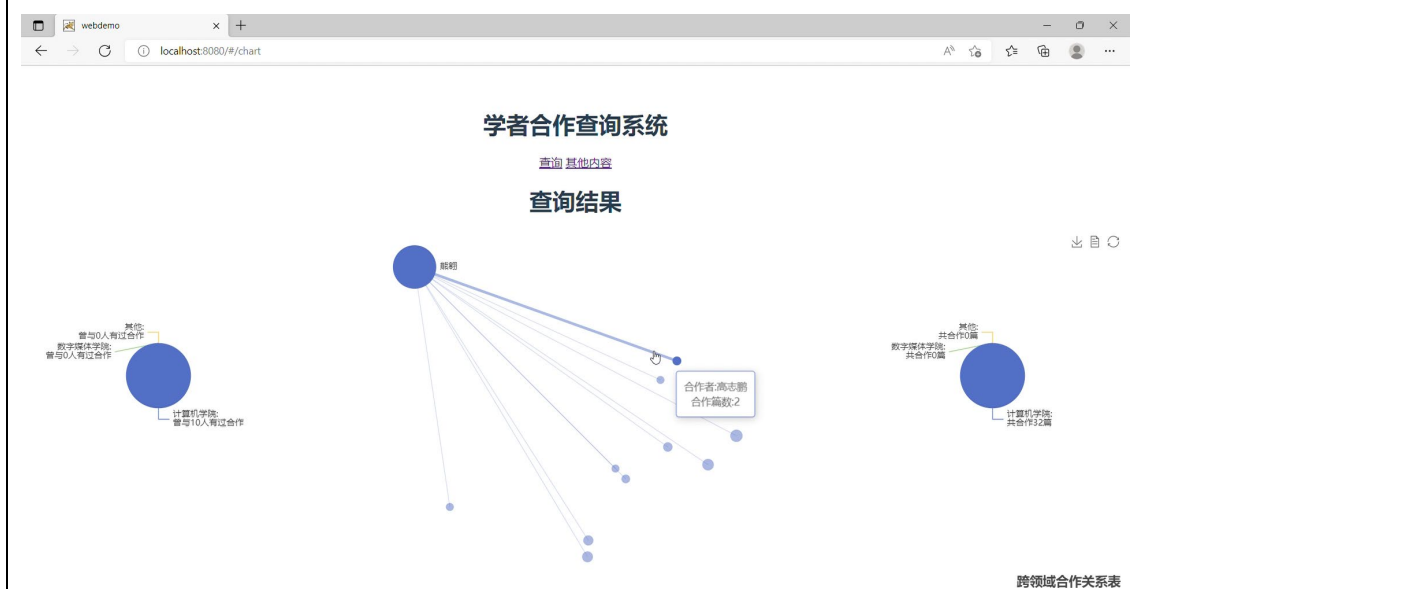 webdemo
localhost:8080/#/chart
学者合作查询系统
查询 其他内容
查询结果
熊翱
其他:
曾与0人有过合作
数字媒体学院:
曾与0人有过合作
计算机学院:
曾与10人有过合作
合作者:高志鹏
合作篇数:2
其他:
共合作0篇
数字媒体学院:
共合作0篇
计算机学院:
共合作32篇
跨领域合作关系表